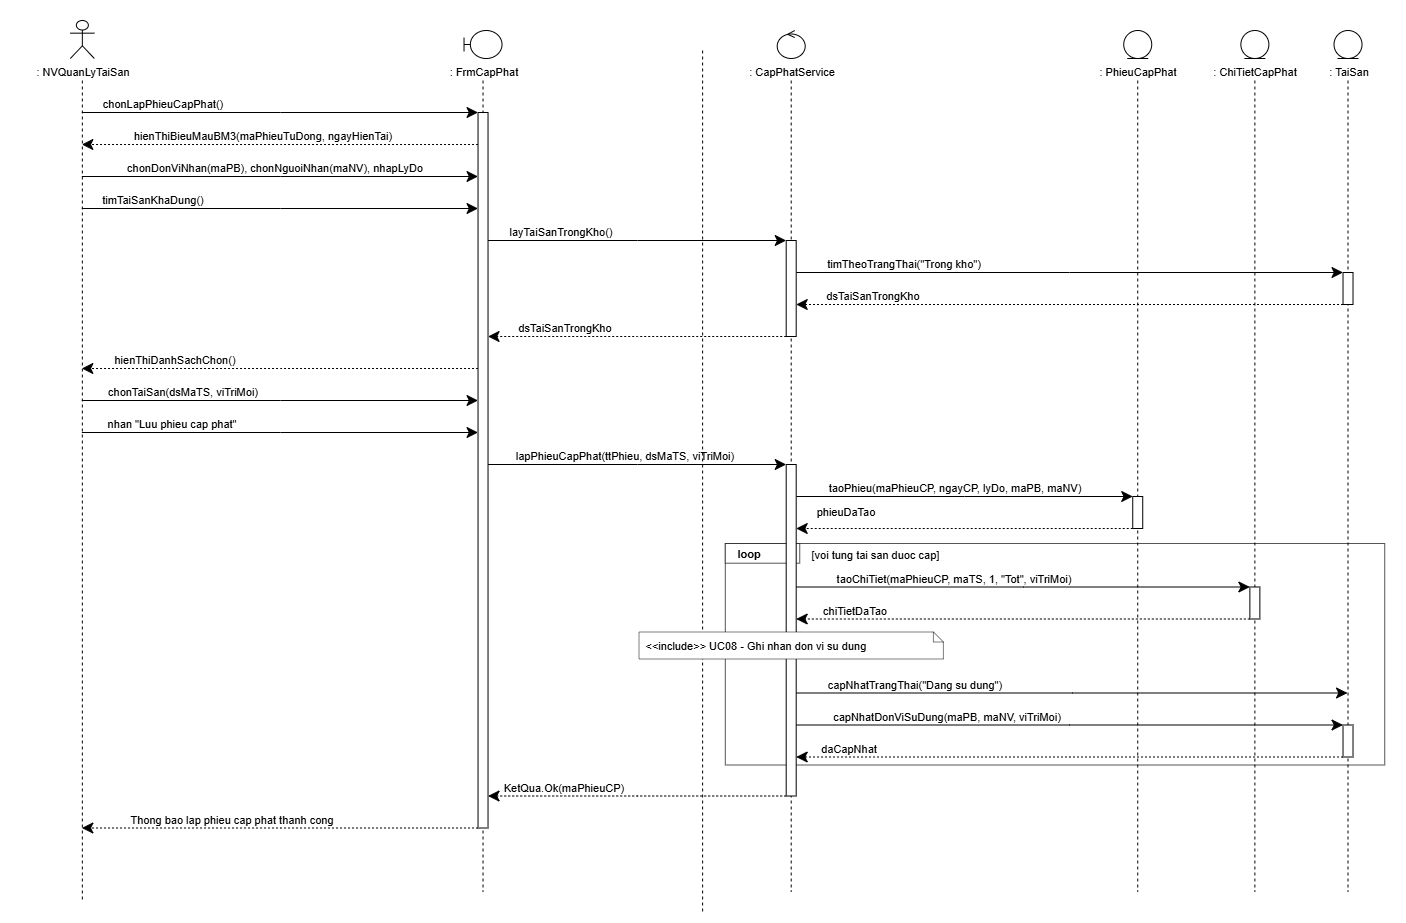 : NVQuanLyTaiSan
: FrmCapPhat
: CapPhatService
: PhieuCapPhat
: ChiTietCapPhat
: TaiSan
chonLapPhieuCapPhat()
hienThiBieuMauBM3(maPhieuTuDong, ngayHienTai)
chonDonViNhan(maPB), chonNguoiNhan(maNV), nhapLyDo
timTaiSanKhaDung()
layTaiSanTrongKho()
timTheoTrangThai("Trong kho")
dsTaiSanTrongKho
dsTaiSanTrongKho
hienThiDanhSachChon()
chonTaiSan(dsMaTS, viTriMoi)
nhan "Luu phieu cap phat"
lapPhieuCapPhat(ttPhieu, dsMaTS, viTriMoi)
taoPhieu(maPhieuCP, ngayCP, lyDo, maPB, maNV)
phieuDaTao
loop
[voi tung tai san duoc cap]
taoChiTiet(maPhieuCP, maTS, 1, "Tot", viTriMoi)
chiTietDaTao
<<include>> UC08 - Ghi nhan don vi su dung
capNhatTrangThai("Dang su dung")
capNhatDonViSuDung(maPB, maNV, viTriMoi)
daCapNhat
KetQua.Ok(maPhieuCP)
Thong bao lap phieu cap phat thanh cong